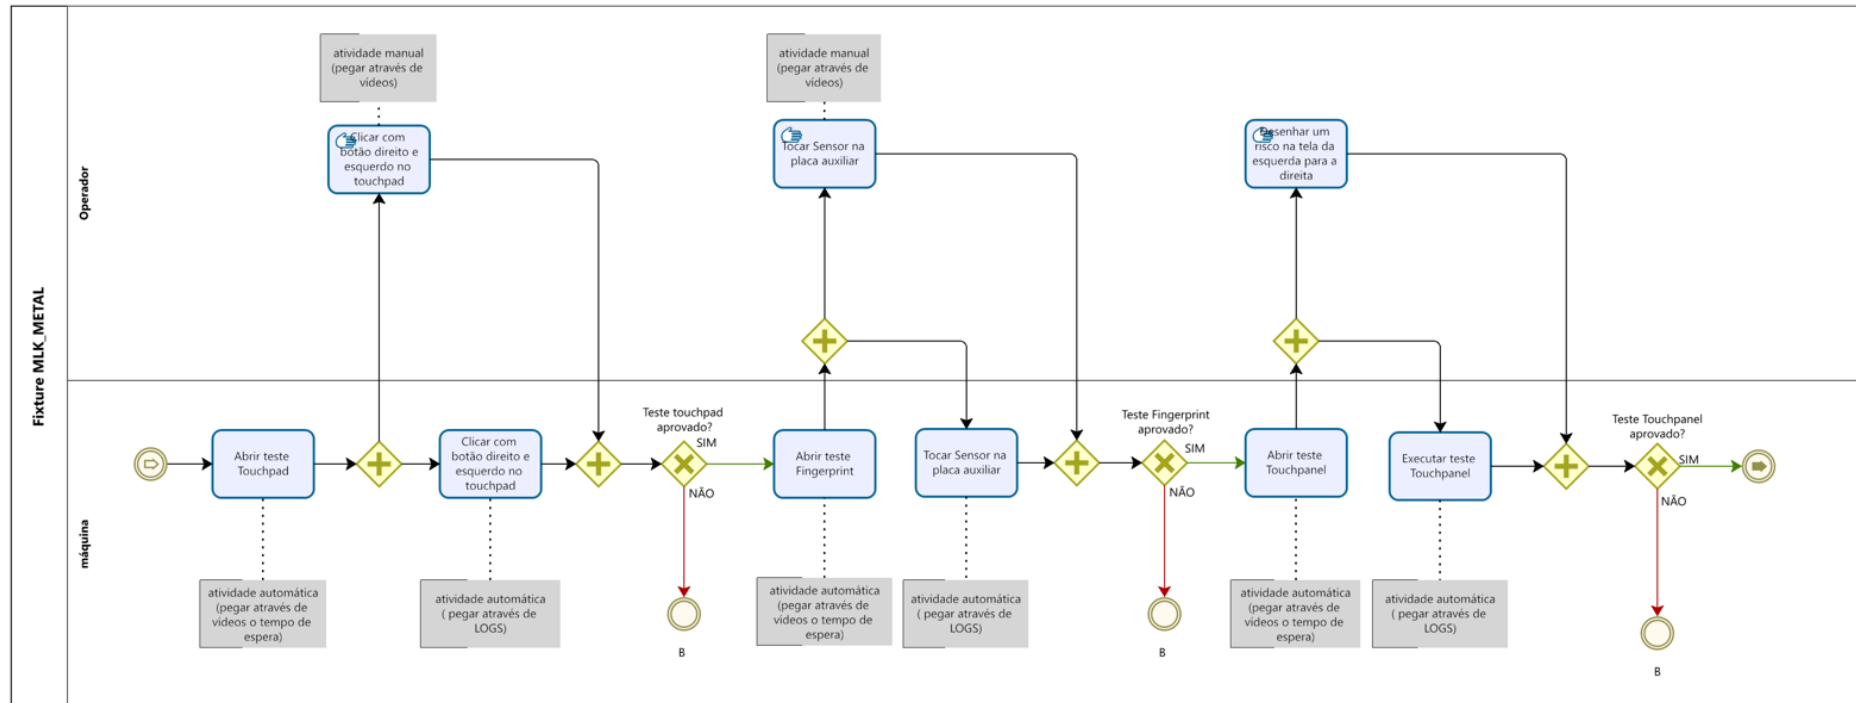 Fixture MLK_METAL
Operador
máquina
atividade manual
(pegar através de
vídeos)
Clicar com
botão direito e
esquerdo no
touchpad
atividade manual
(pegar através de
vídeos)
Tocar Sensor na
placa auxiliar
Desenhar um
risco na tela da
esquerda para a
direita
Abrir teste
Touchpad
Clicar com
botão direito e
esquerdo no
touchpad
Teste touchpad
aprovado?
SIM
NÃO
Abrir teste
Fingerprint
Tocar Sensor na
placa auxiliar
Teste Fingerprint
aprovado?
SIM
NÃO
Abrir teste
Touchpanel
Executar teste
Touchpanel
Teste Touchpanel
aprovado?
SIM
NÃO
atividade automática
(pegar através de
vídeos o tempo de
espera)
atividade automática
( pegar através de
LOGS)
B
atividade automática
(pegar através de
vídeos o tempo de
espera)
atividade automática
( pegar através de
LOGS)
B
atividade automática
(pegar através de
vídeos o tempo de
espera)
atividade automática
( pegar através de
LOGS)
B